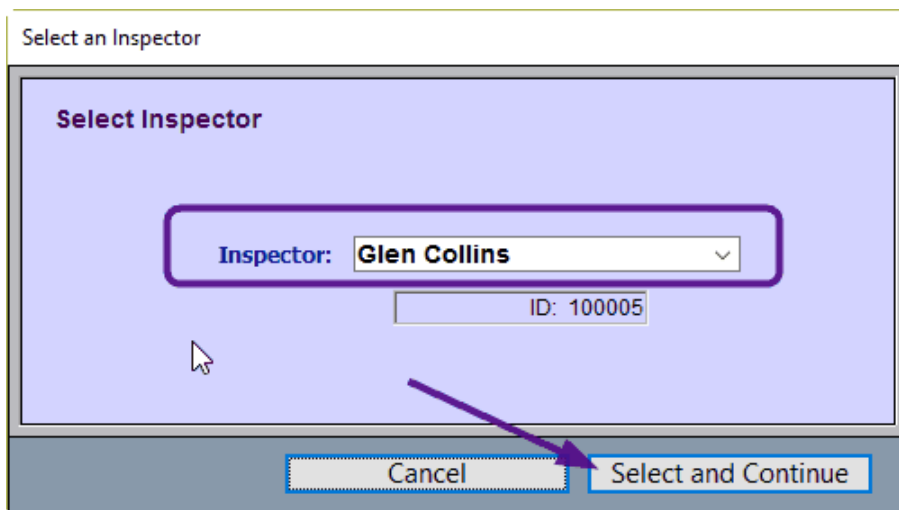 Select an Inspector
Select Inspector
Inspector: Glen Collins
ID: 100005
Cancel Select and Continue